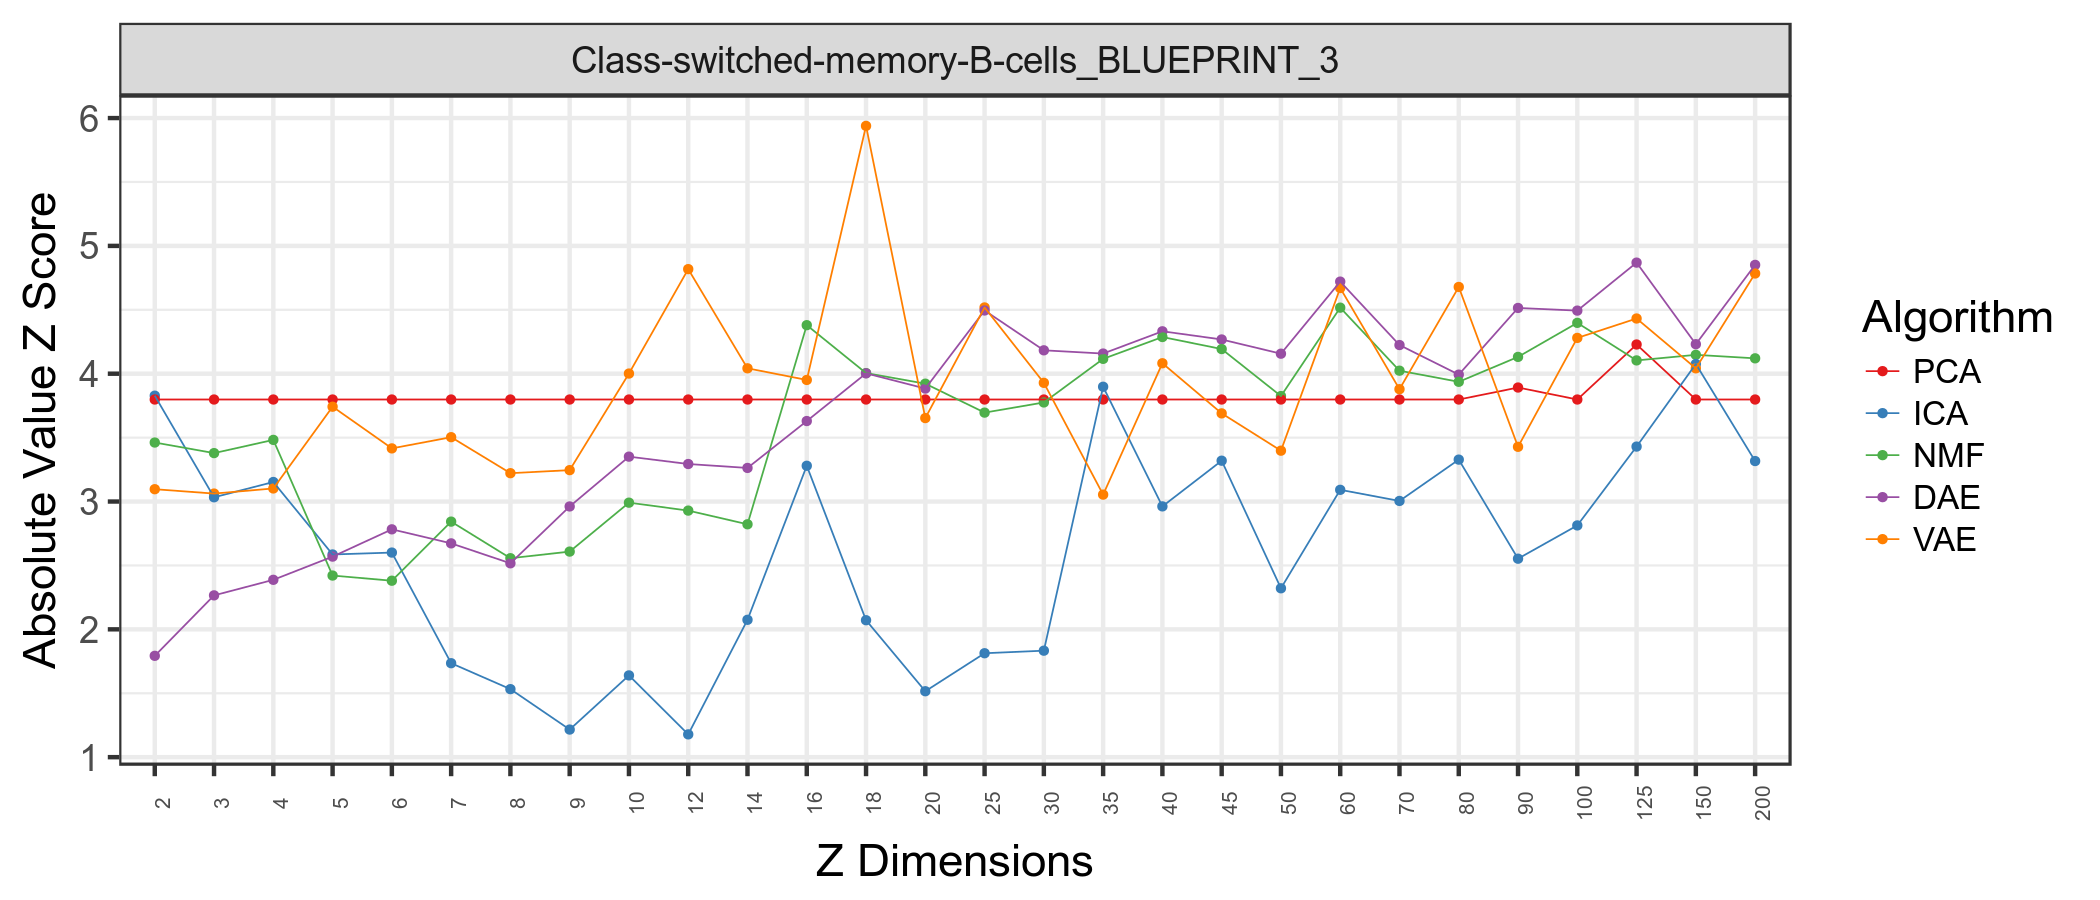 Class-switched-memory-B-cells_BLUEPRINT_3
Absolute Value Z Score
6
5
4
3
2
1
2 3 4 5 6 7 8 9 10 12 14 16 18 20 25 30 35 40 45 50 60 70 80 90 100 125 150 200
Z Dimensions
Algorithm
PCA
ICA
NMF
DAE
VAE